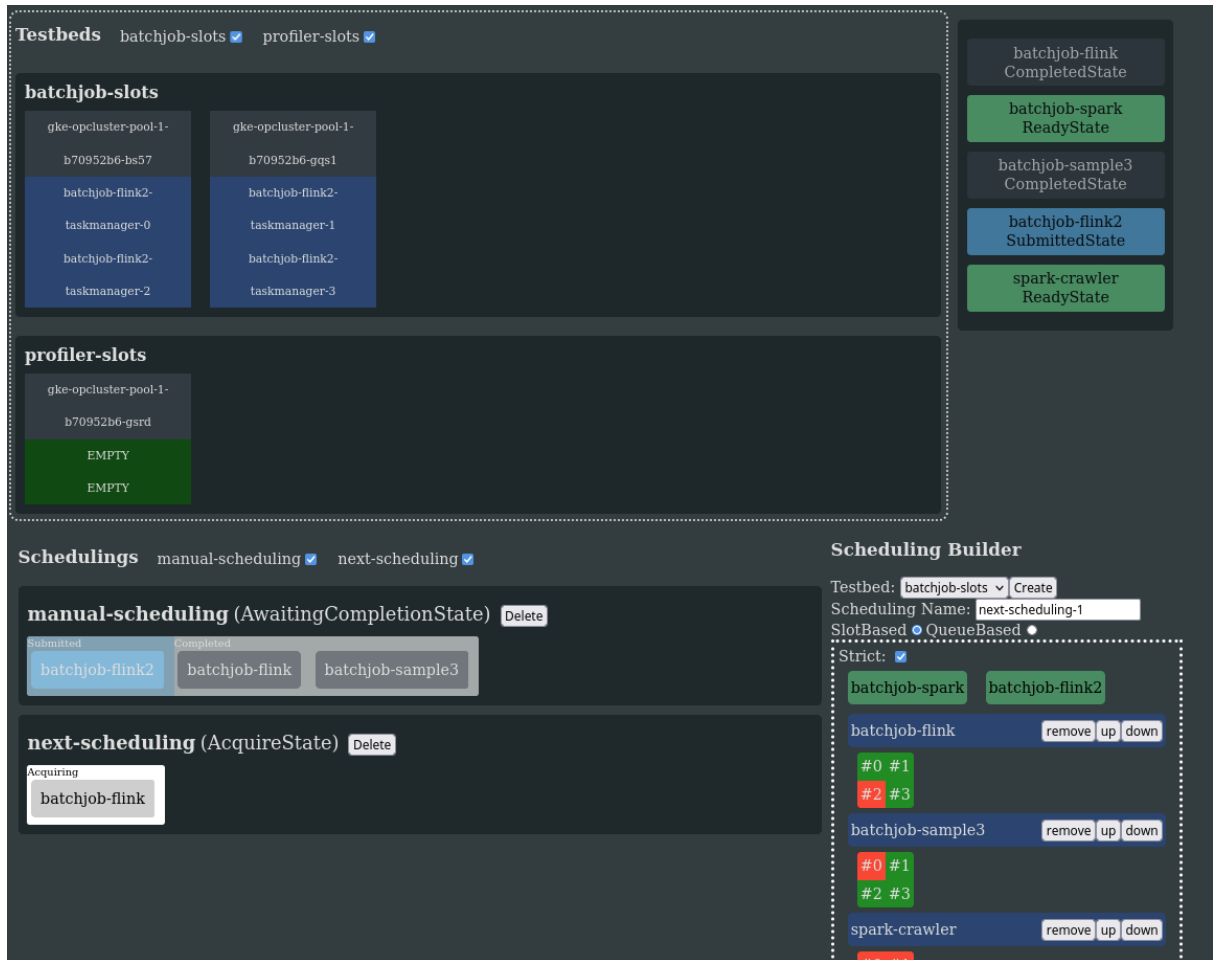 Testbeds batchjob-slots profiler-slots
batchjob-slots
gke-opcluster-pool-1-
b70952b6-bs57
batchjob-flink2-
taskmanager-0
batchjob-flink2-
taskmanager-2
gke-opcluster-pool-1-
b70952b6-gqs1
batchjob-flink2-
taskmanager-1
batchjob-flink2-
taskmanager-3
profiler-slots
gke-opcluster-pool-1-
b70952b6-gsrd
EMPTY
EMPTY
batchjob-flink
CompletedState
batchjob-spark
ReadyState
batchjob-sample3
CompletedState
batchjob-flink2
SubmittedState
spark-crawler
ReadyState
Schedulings manual-scheduling next-scheduling
manual-scheduling (AwaitingCompletionState) Delete
Submitted Completed
batchjob-flink2 batchjob-flink batchjob-sample3
next-scheduling (AcquireState) Delete
Acquiring
batchjob-flink
Scheduling Builder
Testbed: batchjob-slots Create
Scheduling Name: next-scheduling-1
SlotBased QueueBased
Strict:
batchjob-spark batchjob-flink2
batchjob-flink remove up down
#0 #1
#2 #3
batchjob-sample3 remove up down
#0 #1
#2 #3
spark-crawler remove up down